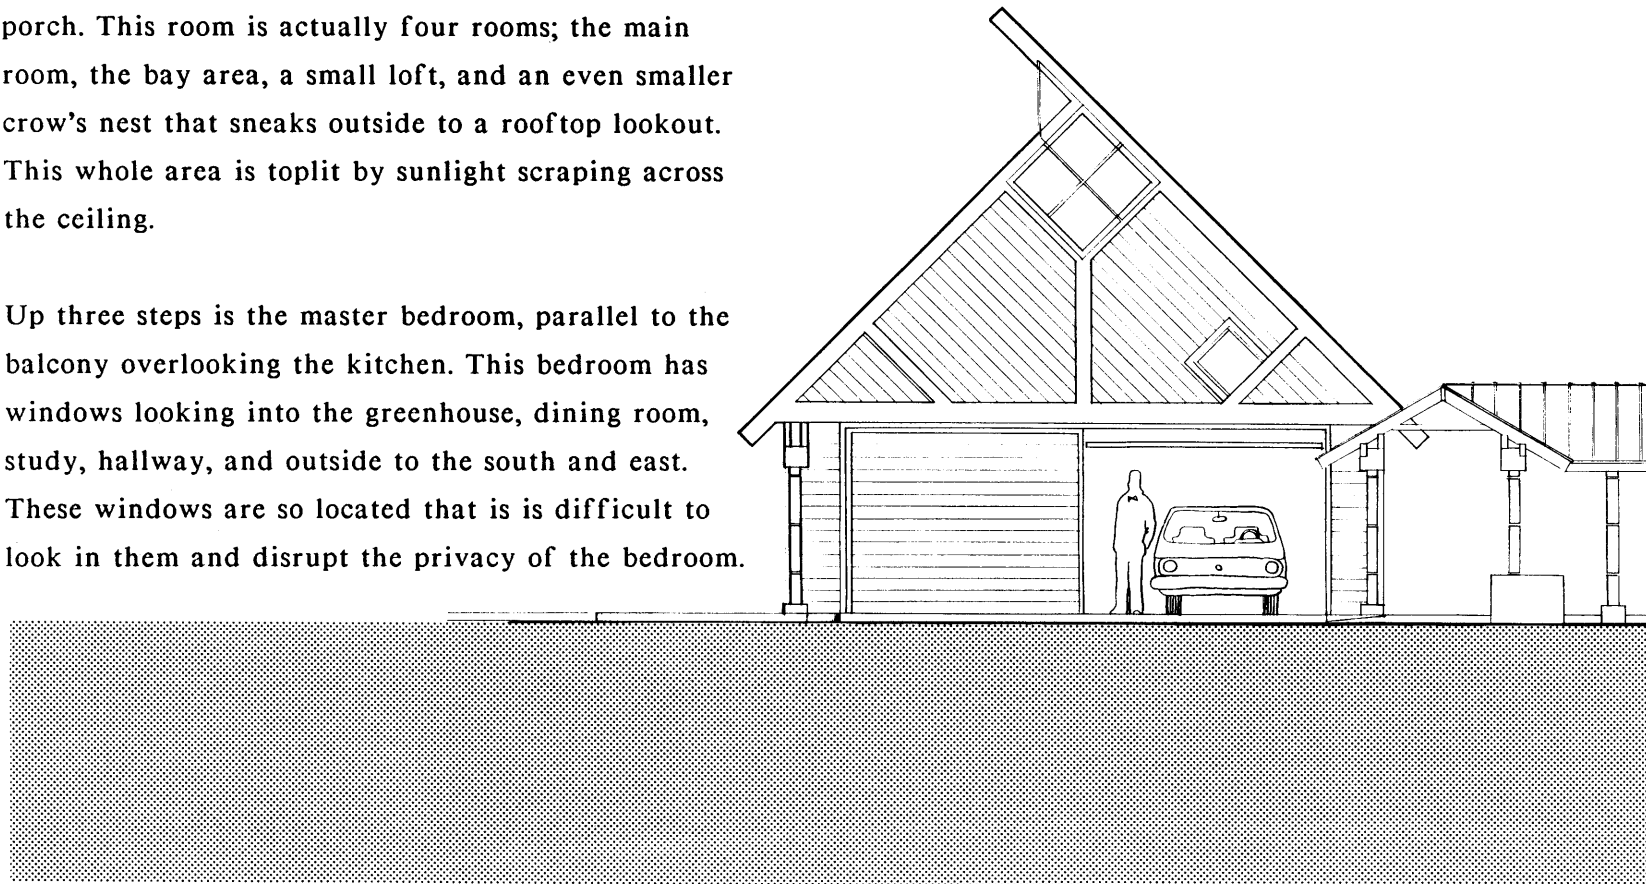 porch. This room is actually four rooms; the main
room, the bay area, a small loft, and an even smaller
crow's nest that sneaks outside to a rooftop lookout.
This whole area is toplit by sunlight scraping across
the ceiling.
Up three steps is the master bedroom, parallel to the
balcony overlooking the kitchen. This bedroom has
windows looking into the greenhouse, dining room,
study, hallway, and outside to the south and east.
These windows are so located that is is difficult to
look in them and disrupt the privacy of the bedroom.